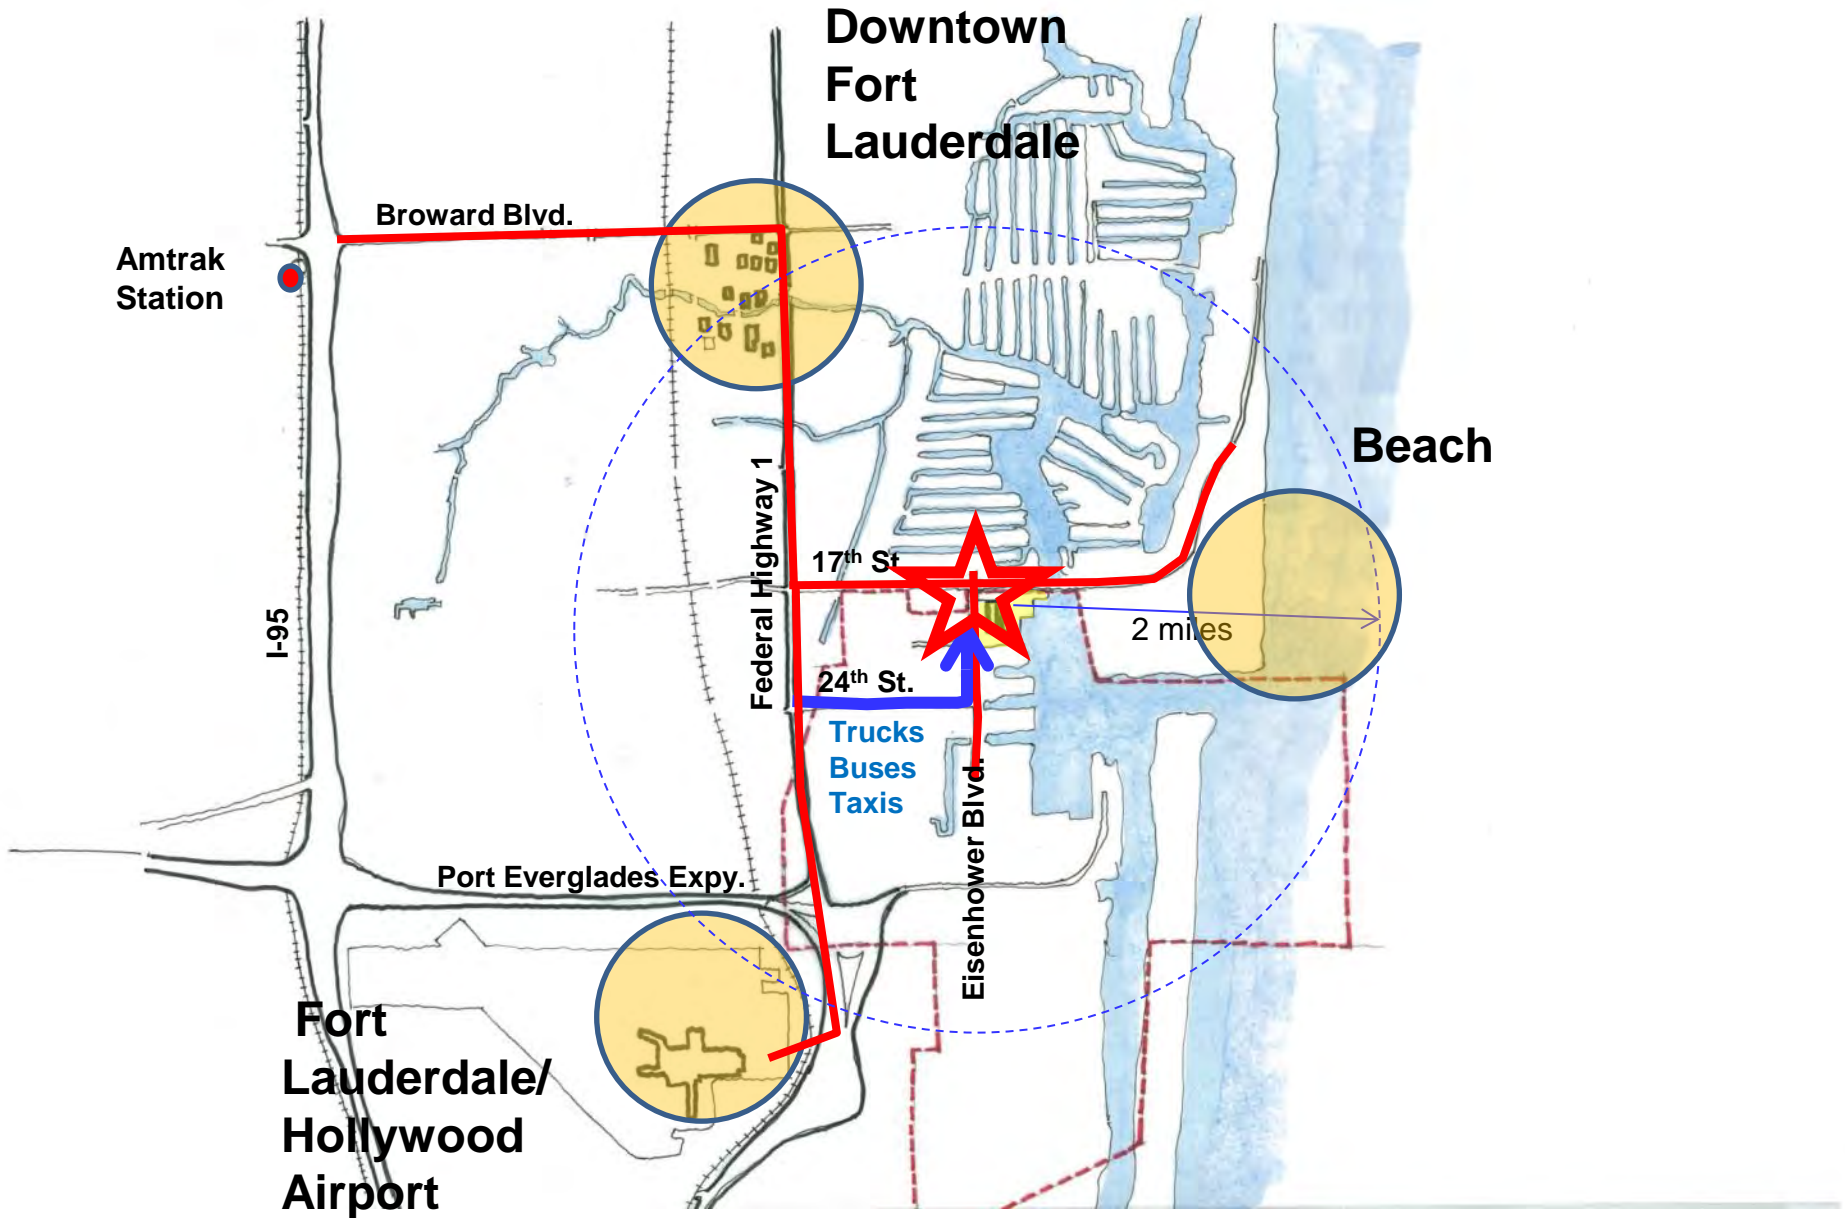 Downtown
Fort
Lauderdale
Broward Blvd.
Amtrak
Station
Beach
Federal Highway 1
17th St
2 miles
I-95
24th St.
Trucks
Buses
Taxis
Eisenhower Blvd.
Port Everglades Expy.
Fort
Lauderdale/
Hollywood
Airport